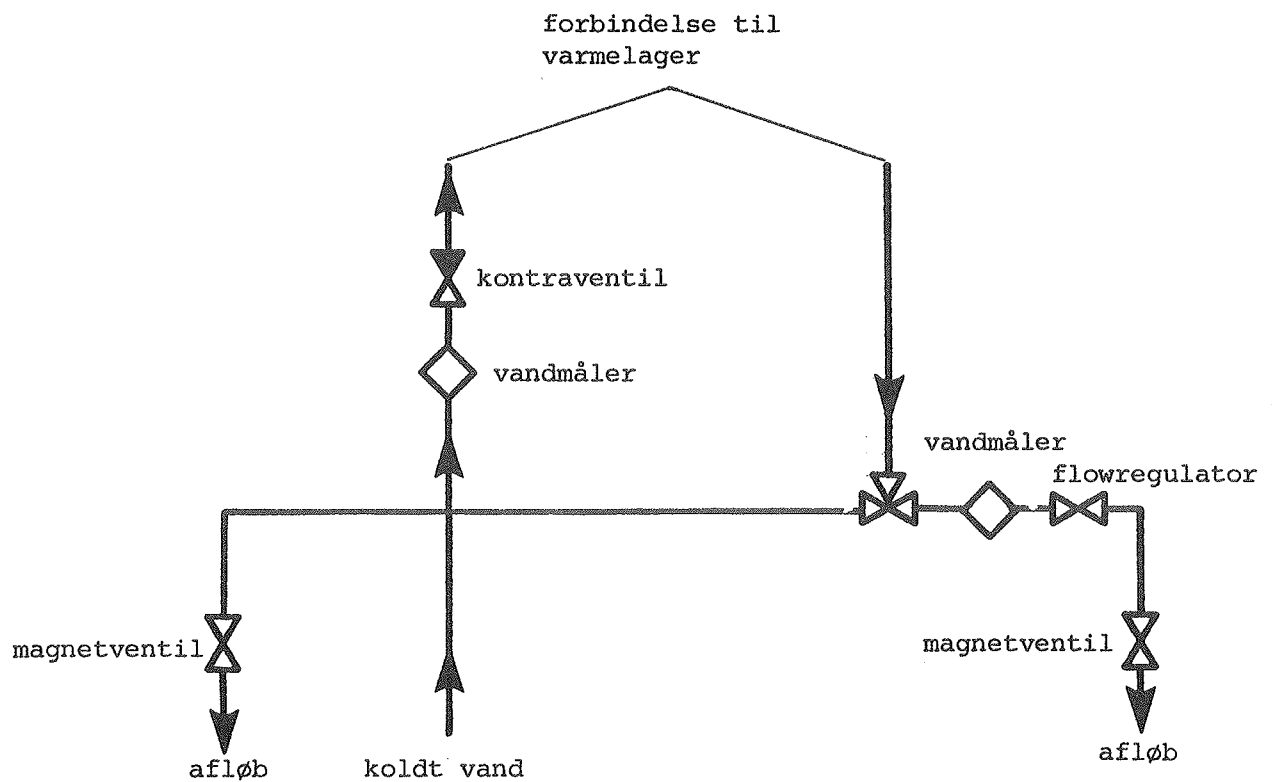 forbindelse til
varmelager
kontraventil
vandmåler
vandmåler
flowregulator
magnetventil
magnetventil
afløb
koldt vand
afløb